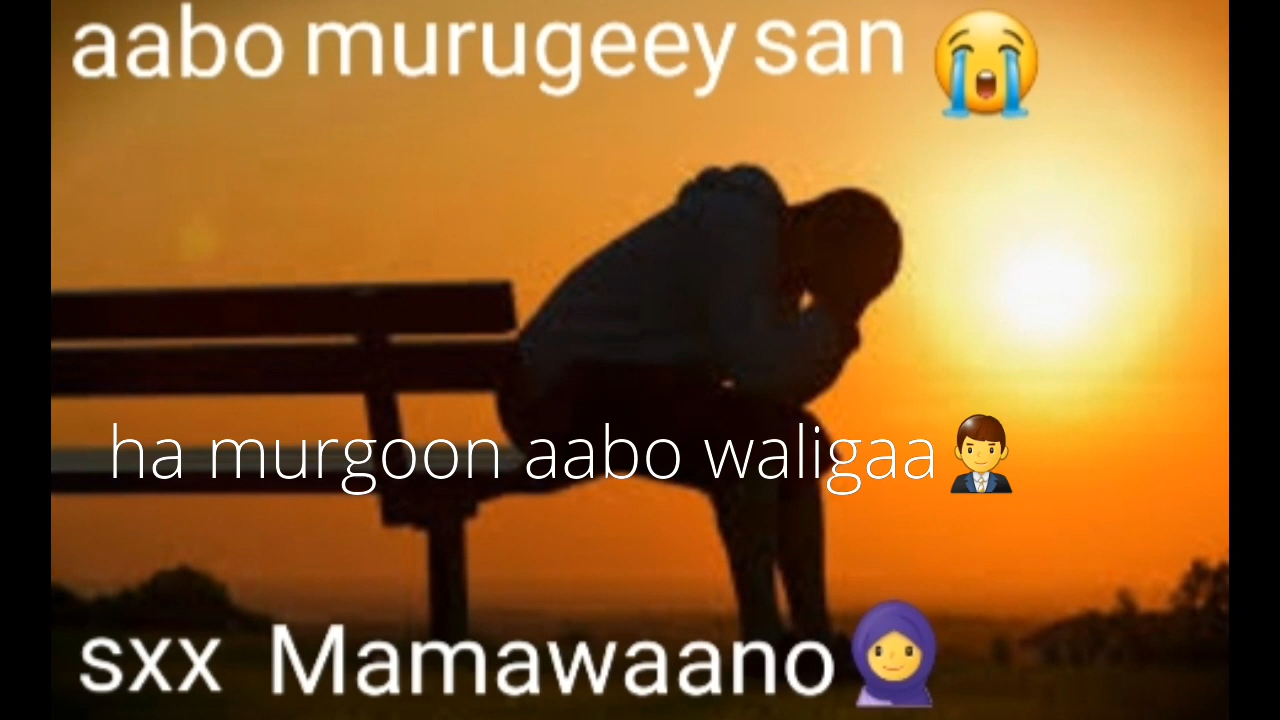 aabo murugeey san 😭
ha murgoon aabo waligaa 👨‍💼
sxx Mamawaano 🧕